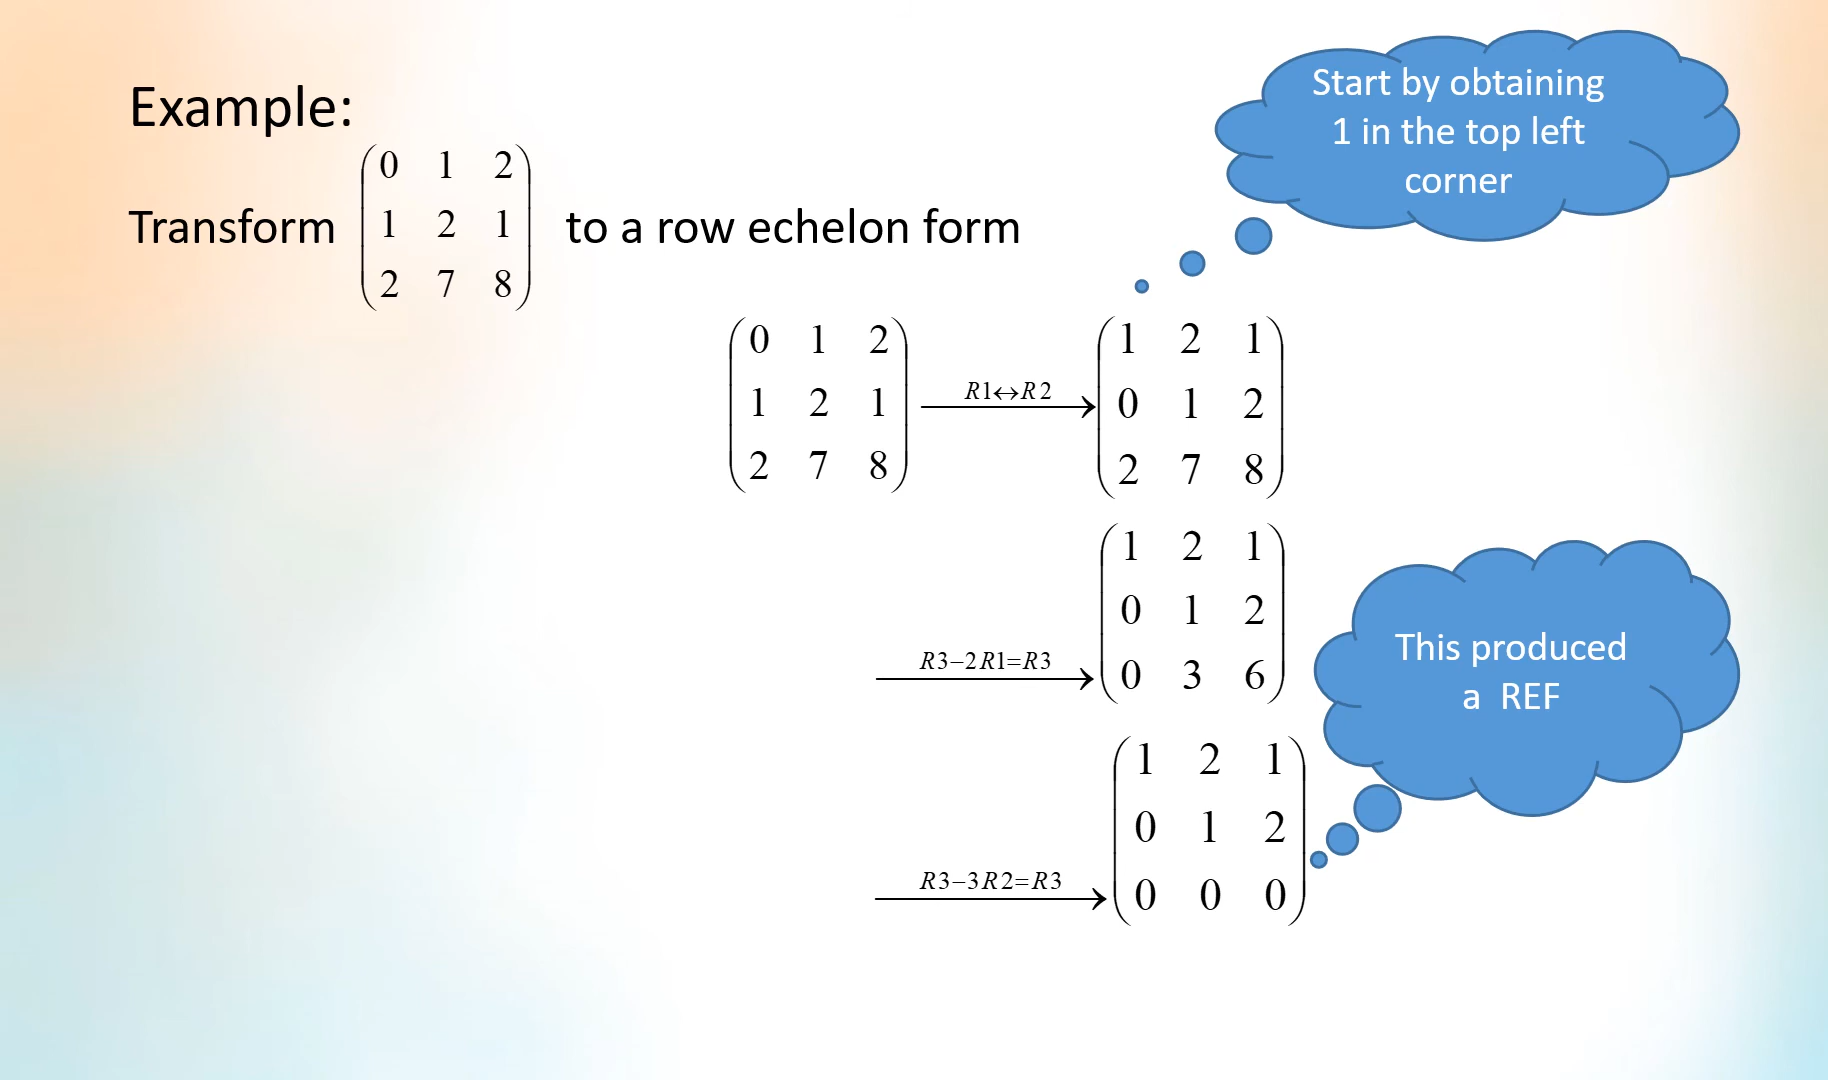 Example:
Transform
0 1 2
1 2 1
2 7 8
to a row echelon form
Start by obtaining
1 in the top left
corner
0 1 2
1 2 1
2 7 8
R1↔R2
1 2 1
0 1 2
2 7 8
R3−2R1=R3
1 2 1
0 1 2
0 3 6
This produced
a REF
R3−3R2=R3
1 2 1
0 1 2
0 0 0